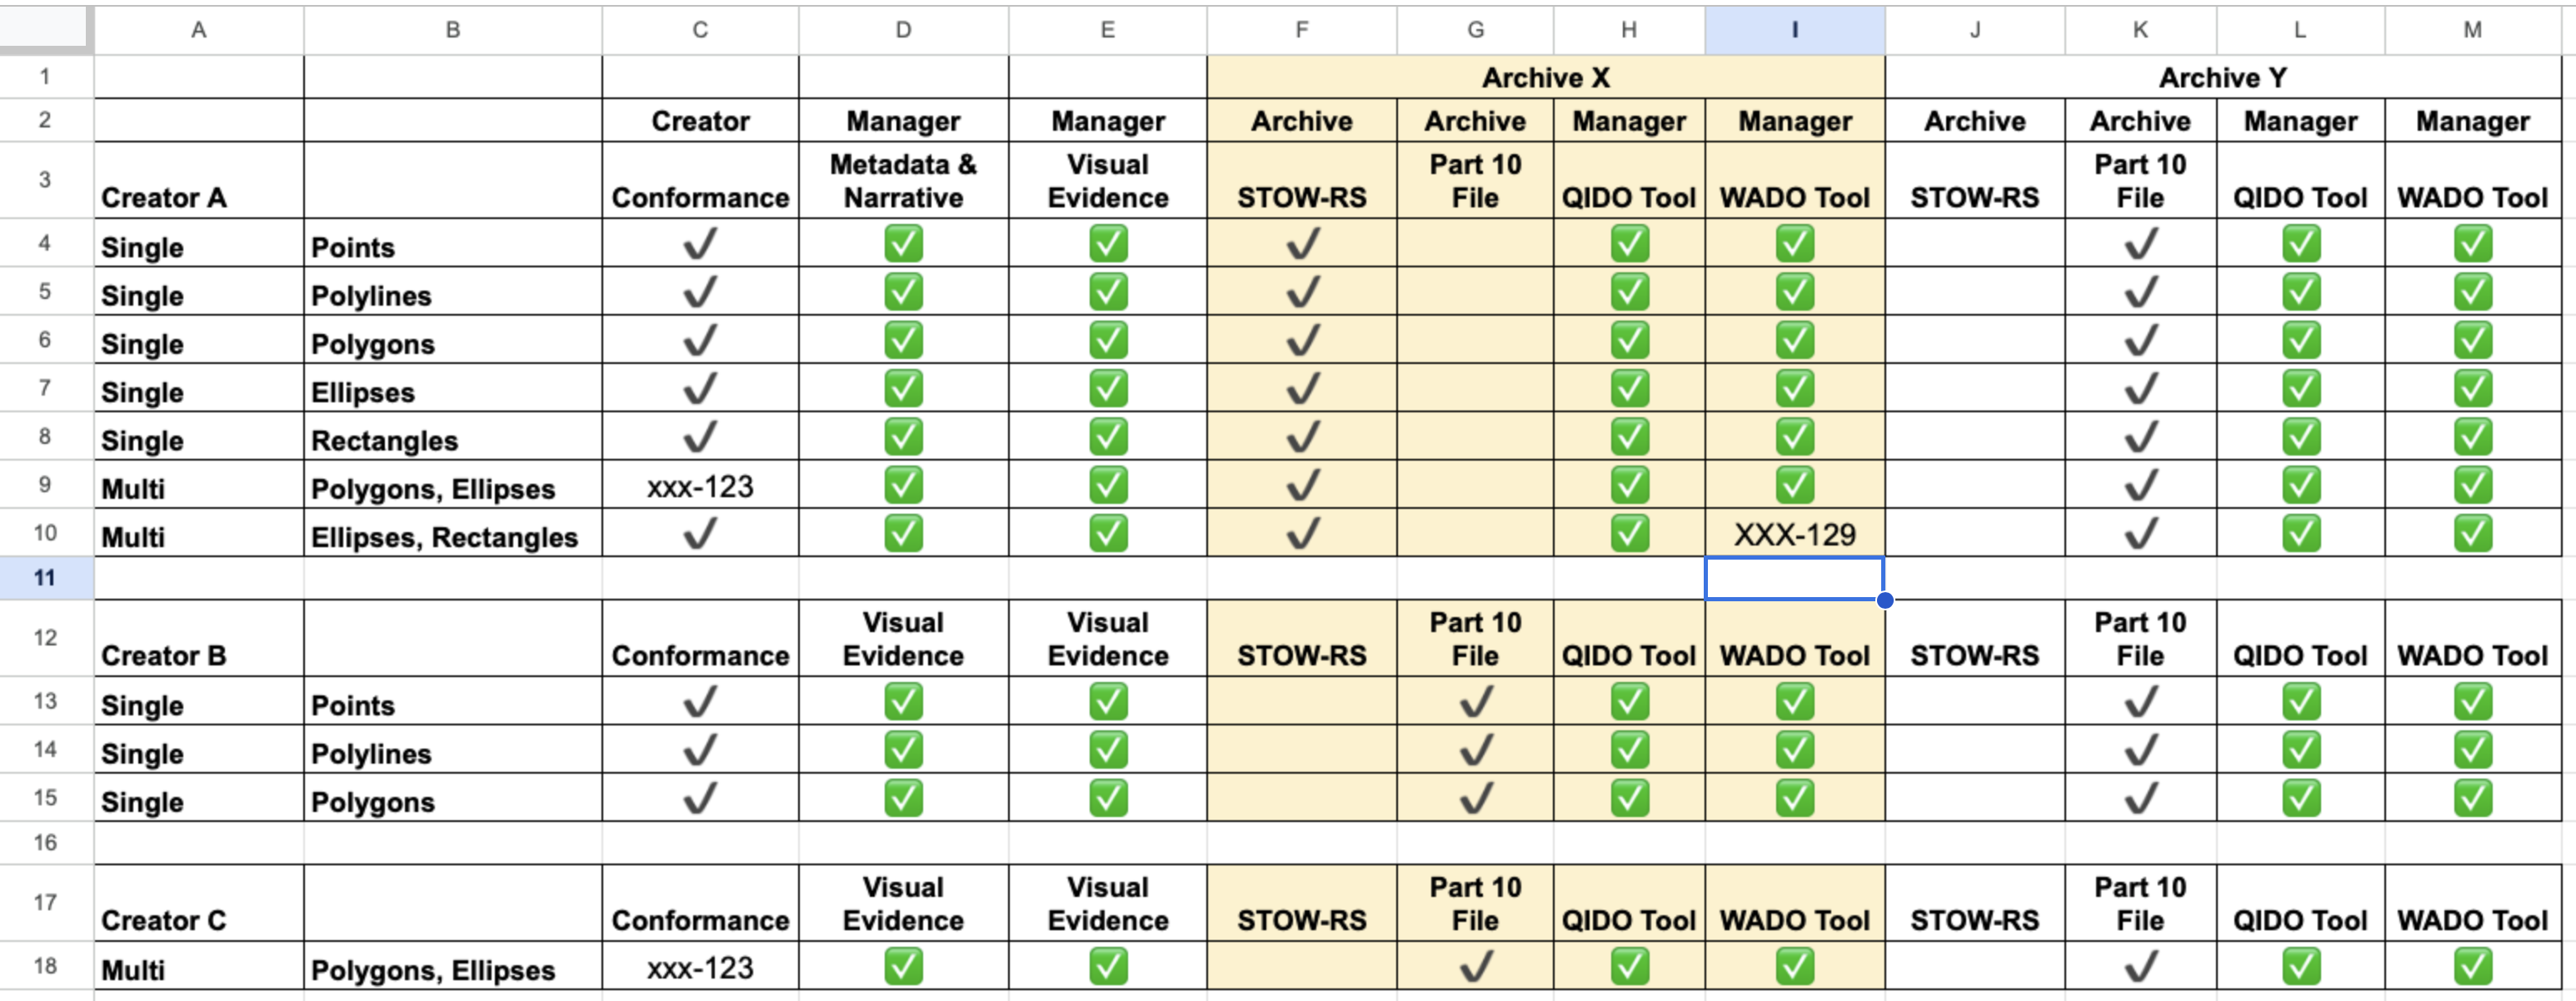 A B C D E F G H I J K L M
1 Archive X Archive Y
2 Creator Manager Manager Archive Archive Manager Manager Archive Archive Manager Manager
3 Creator A Conformance Metadata & Narrative Visual Evidence STOW-RS Part 10 File QIDO Tool WADO Tool STOW-RS Part 10 File QIDO Tool WADO Tool
4 Single Points ✔ ✅ ✅ ✔ ✅ ✅ ✔ ✅ ✅
5 Single Polylines ✔ ✅ ✅ ✔ ✅ ✅ ✔ ✅ ✅
6 Single Polygons ✔ ✅ ✅ ✔ ✅ ✅ ✔ ✅ ✅
7 Single Ellipses ✔ ✅ ✅ ✔ ✅ ✅ ✔ ✅ ✅
8 Single Rectangles ✔ ✅ ✅ ✔ ✅ ✅ ✔ ✅ ✅
9 Multi Polygons, Ellipses xxx-123 ✅ ✅ ✔ ✅ ✅ ✔ ✅ ✅
10 Multi Ellipses, Rectangles ✔ ✅ ✅ ✔ ✅ XXX-129 ✔ ✅ ✅
11
12 Creator B Conformance Visual Evidence Visual Evidence STOW-RS Part 10 File QIDO Tool WADO Tool STOW-RS Part 10 File QIDO Tool WADO Tool
13 Single Points ✔ ✅ ✅ ✔ ✅ ✅ ✔ ✅ ✅
14 Single Polylines ✔ ✅ ✅ ✔ ✅ ✅ ✔ ✅ ✅
15 Single Polygons ✔ ✅ ✅ ✔ ✅ ✅ ✔ ✅ ✅
16
17 Creator C Conformance Visual Evidence Visual Evidence STOW-RS Part 10 File QIDO Tool WADO Tool STOW-RS Part 10 File QIDO Tool WADO Tool
18 Multi Polygons, Ellipses xxx-123 ✅ ✅ ✔ ✅ ✅ ✔ ✅ ✅